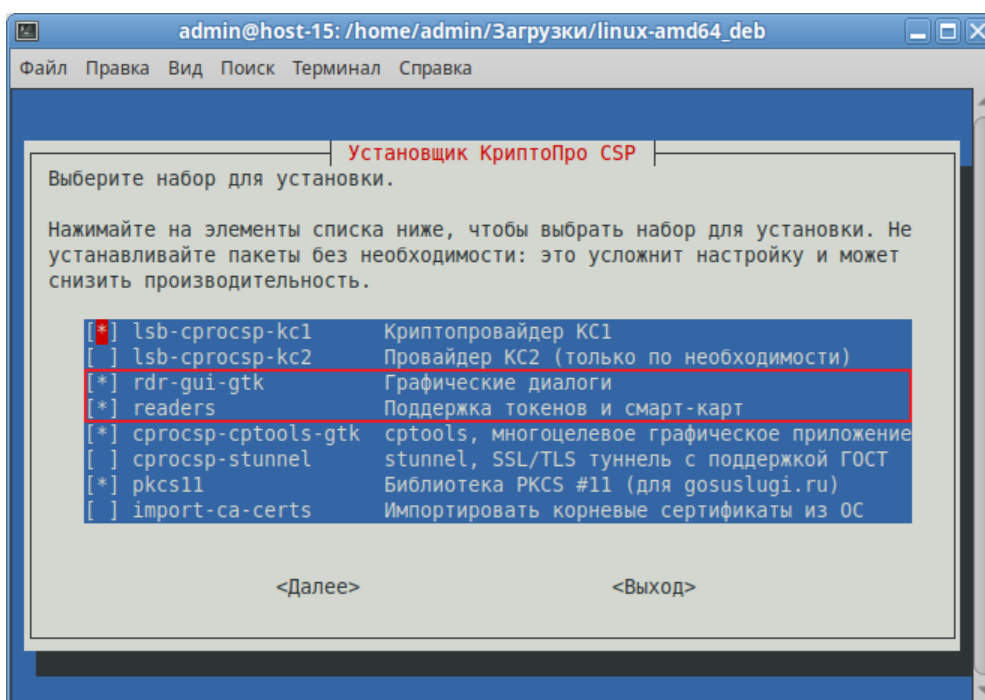 admin@host-15: /home/admin/Загрузки/linux-amd64_deb
Файл Правка Вид Поиск Терминал Справка
Установщик КриптоПро CSP
Выберите набор для установки.
Нажимайте на элементы списка ниже, чтобы выбрать набор для установки. Не
устанавливайте пакеты без необходимости: это усложнит настройку и может
снизить производительность.
[*] lsb-cprocsp-kc1 Криптопровайдер КС1
[ ] lsb-cprocsp-kc2 Провайдер КС2 (только по необходимости)
[*] rdr-gui-gtk Графические диалоги
[*] readers Поддержка токенов и смарт-карт
[*] cprocsp-cptools-gtk cptools, многоцелевое графическое приложение
[ ] cprocsp-stunnel stunnel, SSL/TLS туннель с поддержкой ГОСТ
[*] pkcs11 Библиотека PKCS #11 (для gosuslugi.ru)
[ ] import-ca-certs Импортировать корневые сертификаты из ОС
<Далее> <Выход>